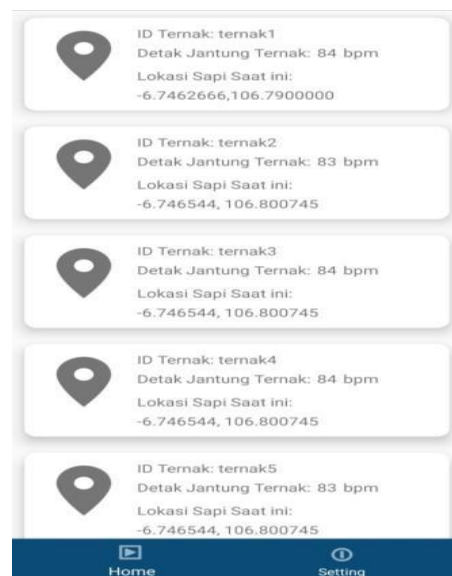 ID Ternak: ternak1
Detak Jantung Ternak: 84 bpm
Lokasi Sapi Saat ini:
-6.7462666,106.7900000
ID Ternak: ternak2
Detak Jantung Ternak: 83 bpm
Lokasi Sapi Saat ini:
-6.746544, 106.800745
ID Ternak: ternak3
Detak Jantung Ternak: 84 bpm
Lokasi Sapi Saat ini:
-6.746544, 106.800745
ID Ternak: ternak4
Detak Jantung Ternak: 84 bpm
Lokasi Sapi Saat ini:
-6.746544, 106.800745
ID Ternak: ternak5
Detak Jantung Ternak: 83 bpm
Lokasi Sapi Saat ini:
-6.746544, 106.800745
Home
Setting